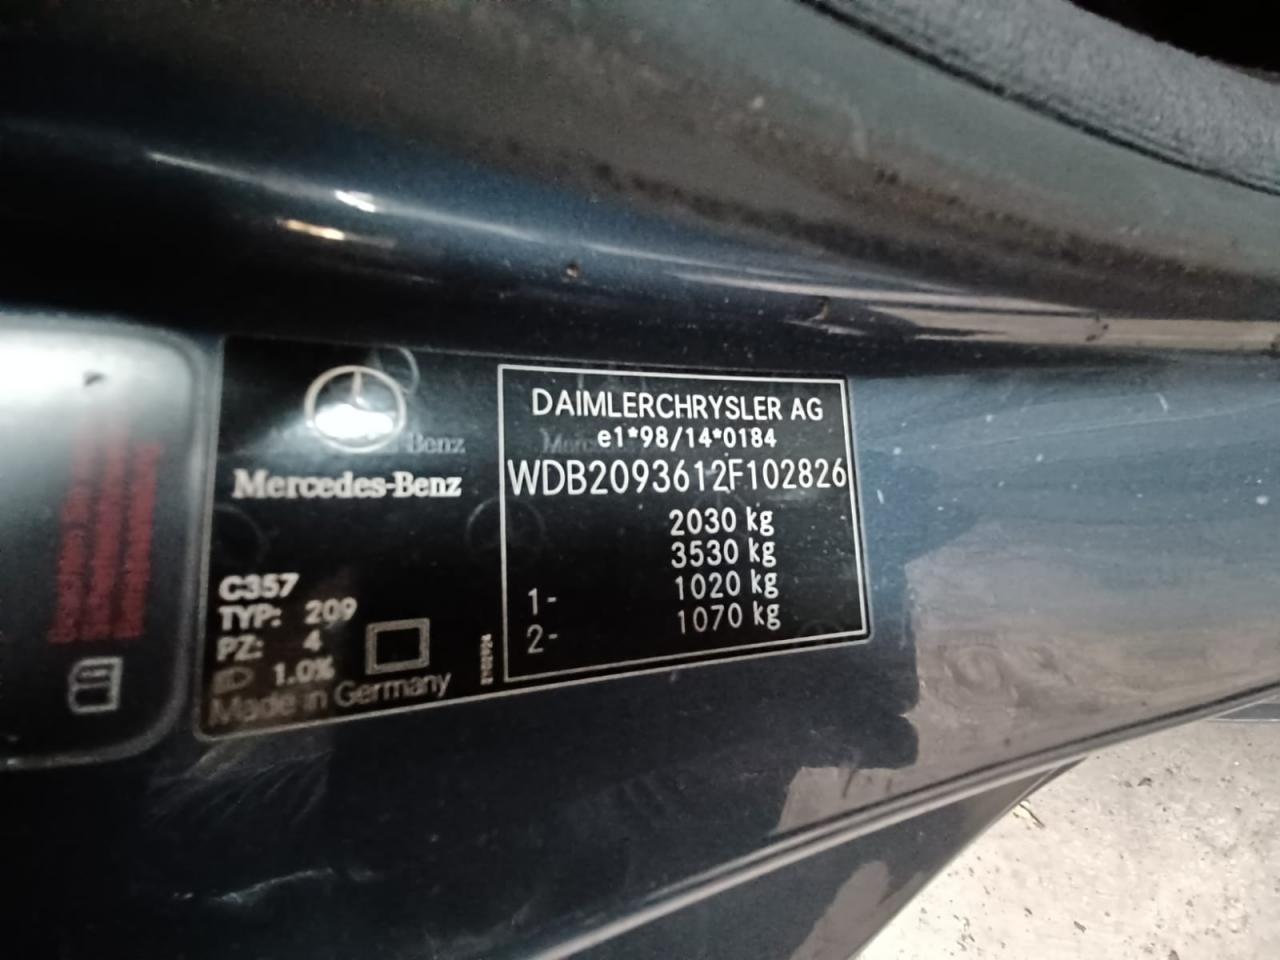 Mercedes-Benz
C357
TYP: 209
PZ: 4
1.0%
Made in Germany
DAIMLERCHRYSLER AG
e1*98/14*0184
WDB2093612F102826
2030 kg
3530 kg
1- 1020 kg
2- 1070 kg